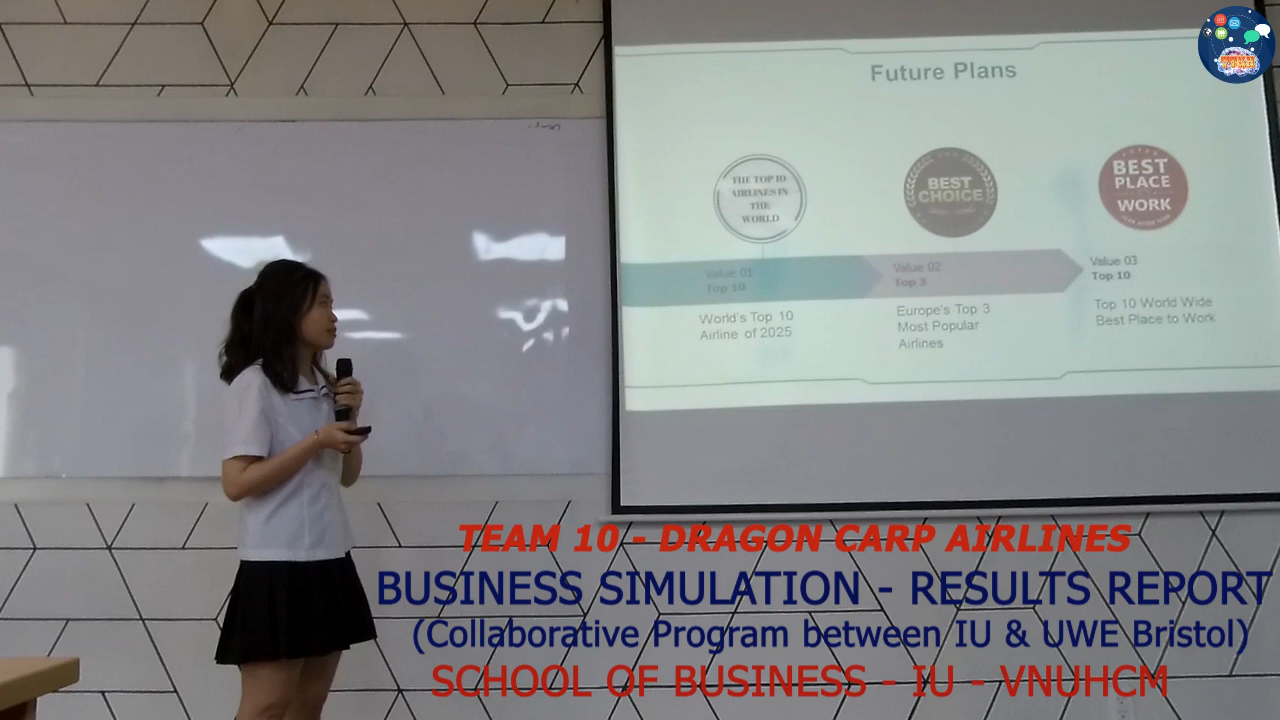 Future Plans
THE TOP 10
AIRLINES IN
THE
WORLD
BEST
CHOICE
BEST
PLACE
WORK
Value 01
Top 10
World's Top 10
Airline of 2025
Value 02
Top 3
Europe's Top 3
Most Popular
Airlines
Value 03
Top 10
Top 10 World Wide
Best Place to Work
TEAM 10 - DRAGON CARP AIRLINES
BUSINESS SIMULATION - RESULTS REPORT
(Collaborative Program between IU & UWE Bristol)
SCHOOL OF BUSINESS - IU - VNUHCM